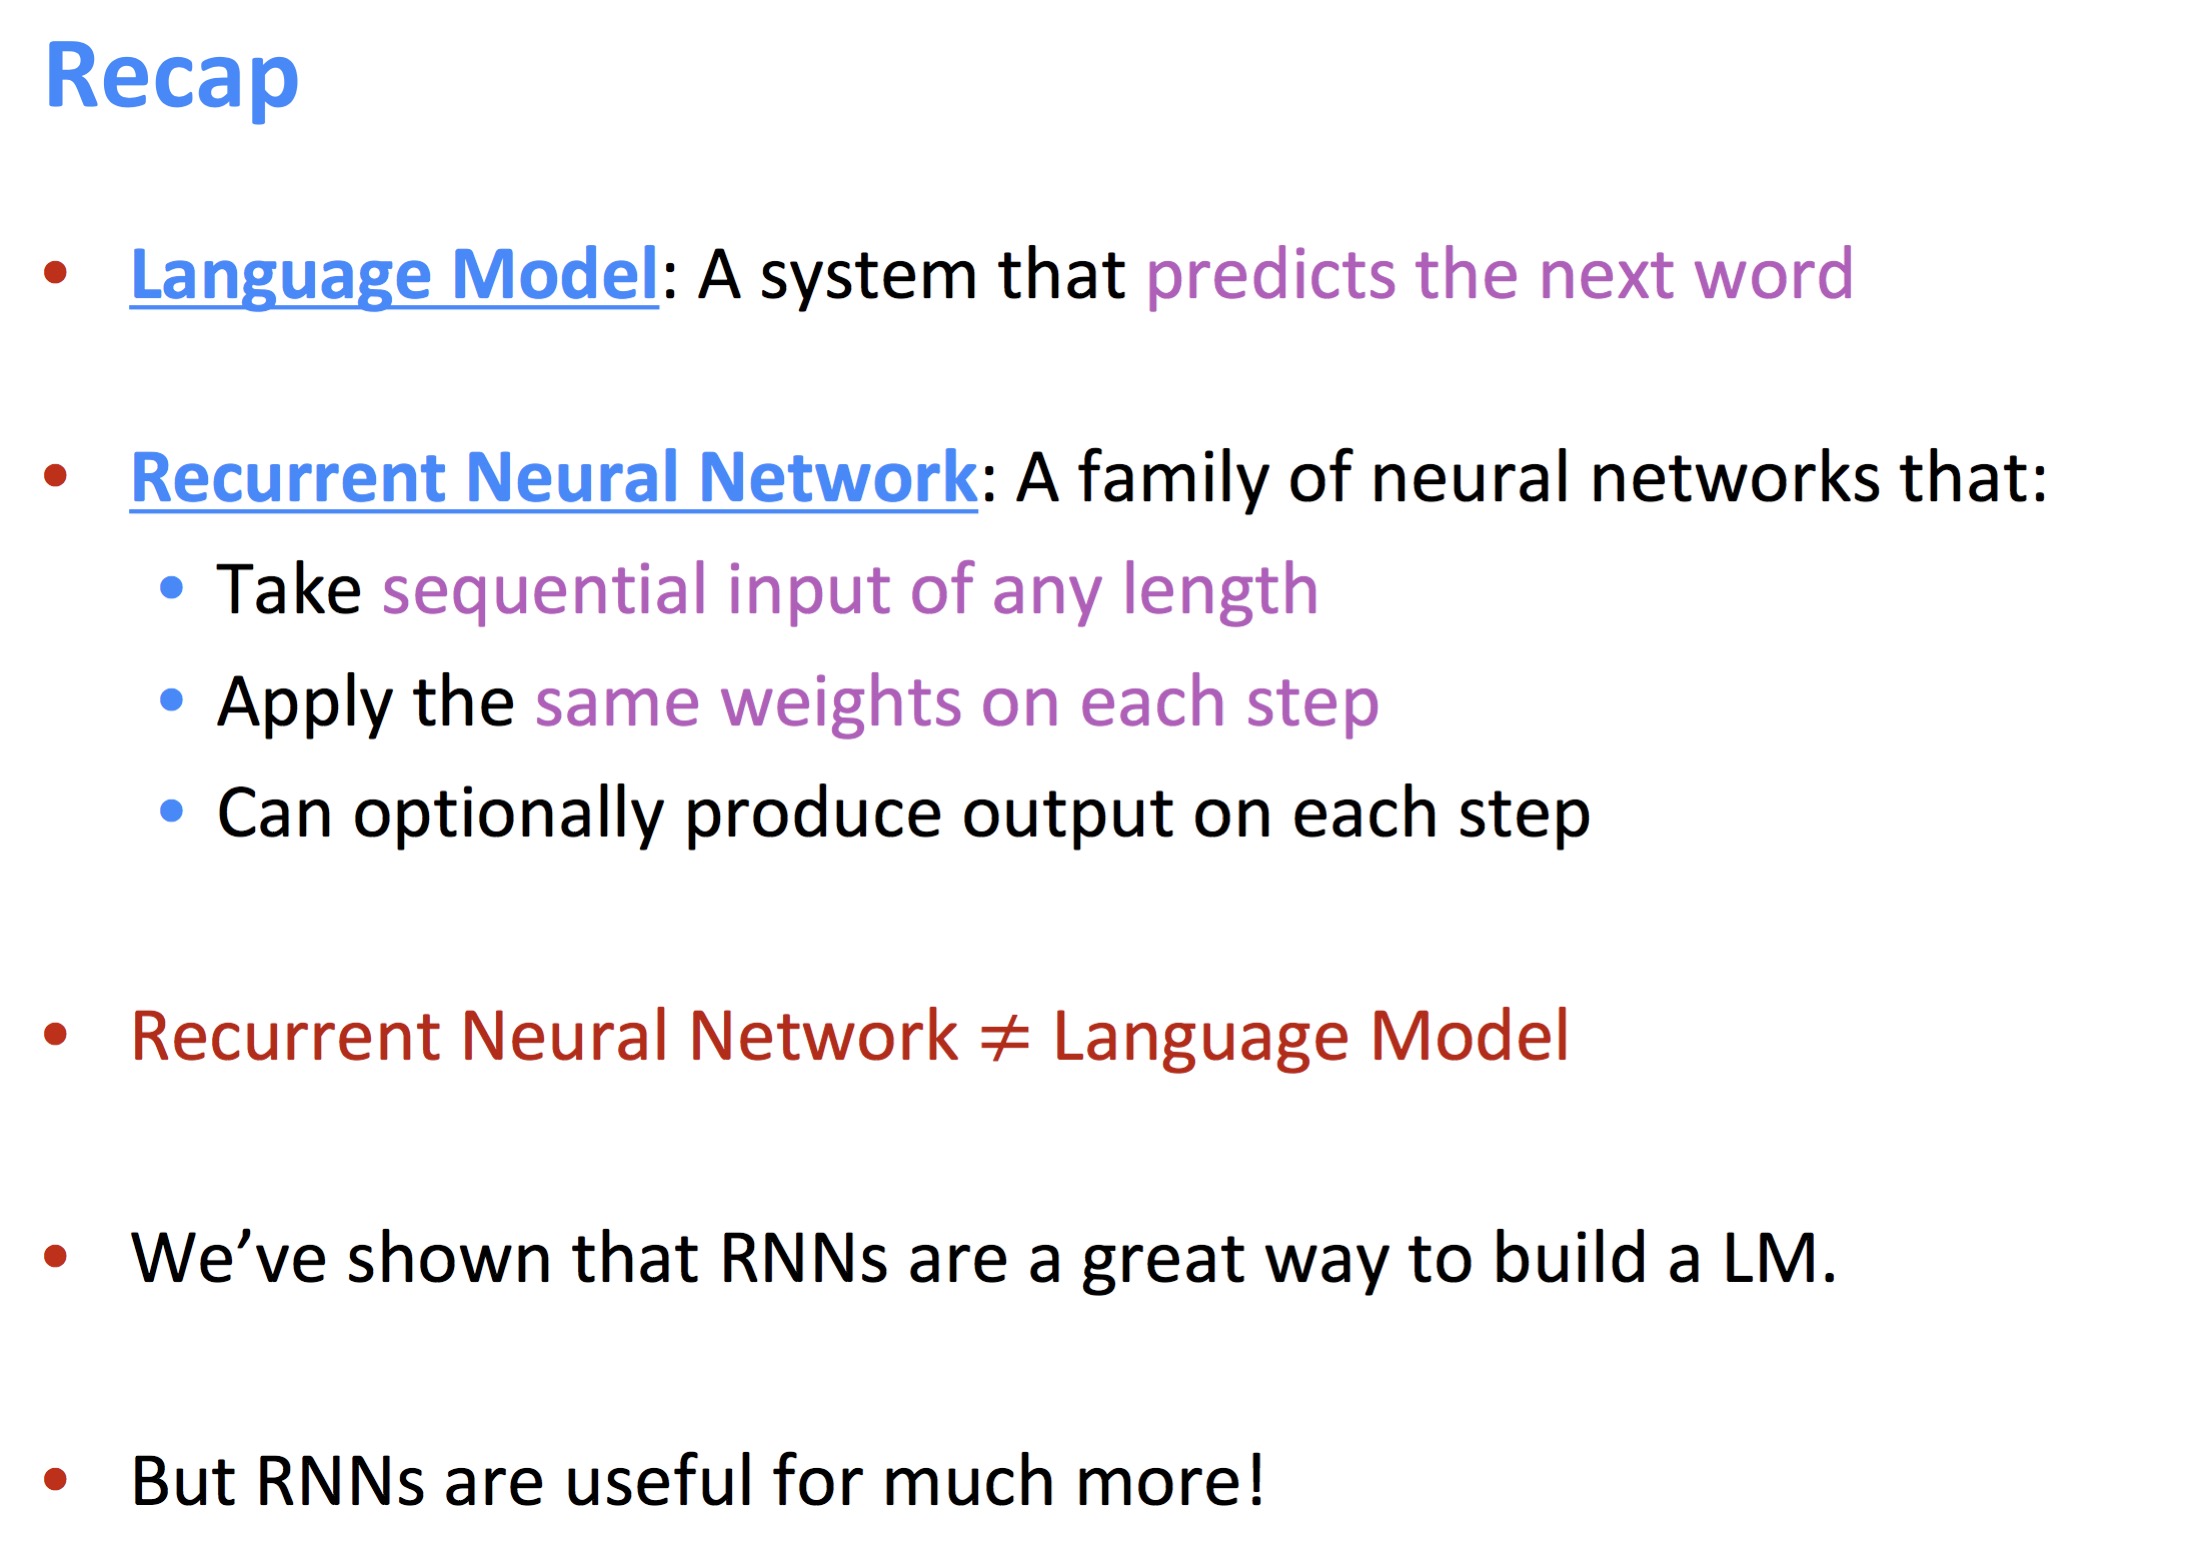 Recap
• Language Model: A system that predicts the next word
• Recurrent Neural Network: A family of neural networks that:
• Take sequential input of any length
• Apply the same weights on each step
• Can optionally produce output on each step
• Recurrent Neural Network ≠ Language Model
• We’ve shown that RNNs are a great way to build a LM.
• But RNNs are useful for much more!